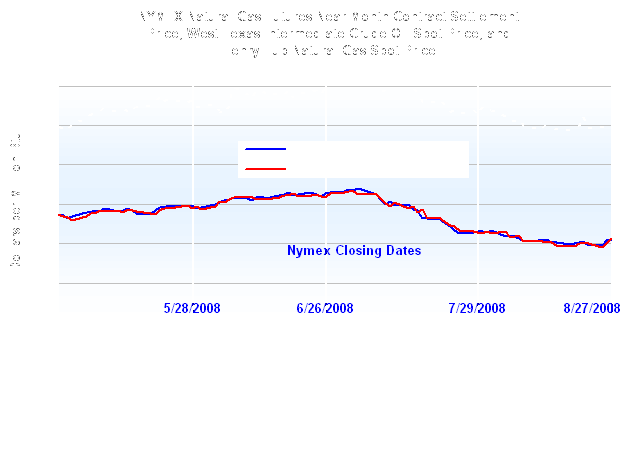 NYMEX Natural Gas Futures Near-Month Contract Settlement
Price, West Texas Intermediate Crude Oil Spot Price, and
Henry Hub Natural Gas Spot Price
Nymex Closing Dates
5/28/2008 6/26/2008 7/29/2008 8/27/2008